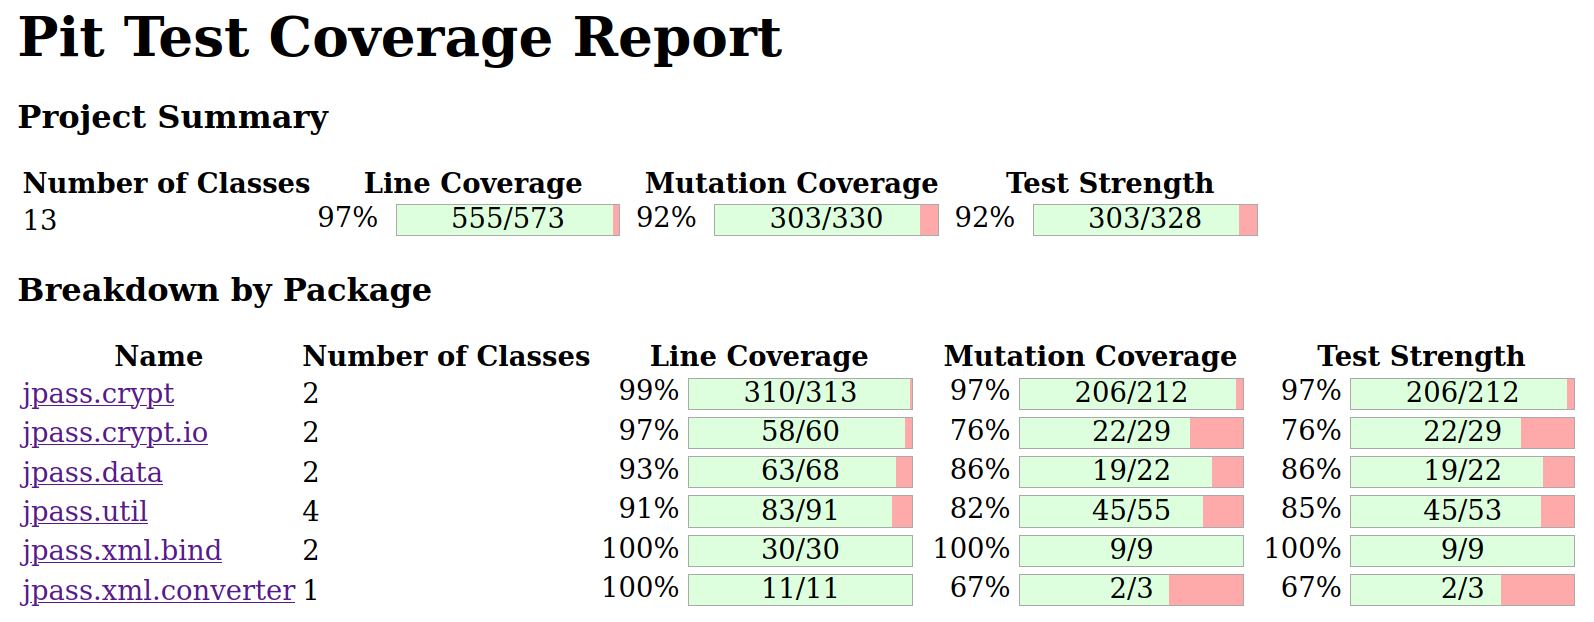 Pit Test Coverage Report
Project Summary
Number of Classes Line Coverage Mutation Coverage Test Strength
13 97% 555/573 92% 303/330 92% 303/328
Breakdown by Package
Name Number of Classes Line Coverage Mutation Coverage Test Strength
jpass.crypt 2 99% 310/313 97% 206/212 97% 206/212
jpass.crypt.io 2 97% 58/60 76% 22/29 76% 22/29
jpass.data 2 93% 63/68 86% 19/22 86% 19/22
jpass.util 4 91% 83/91 82% 45/55 85% 45/53
jpass.xml.bind 2 100% 30/30 100% 9/9 100% 9/9
jpass.xml.converter 1 100% 11/11 67% 2/3 67% 2/3